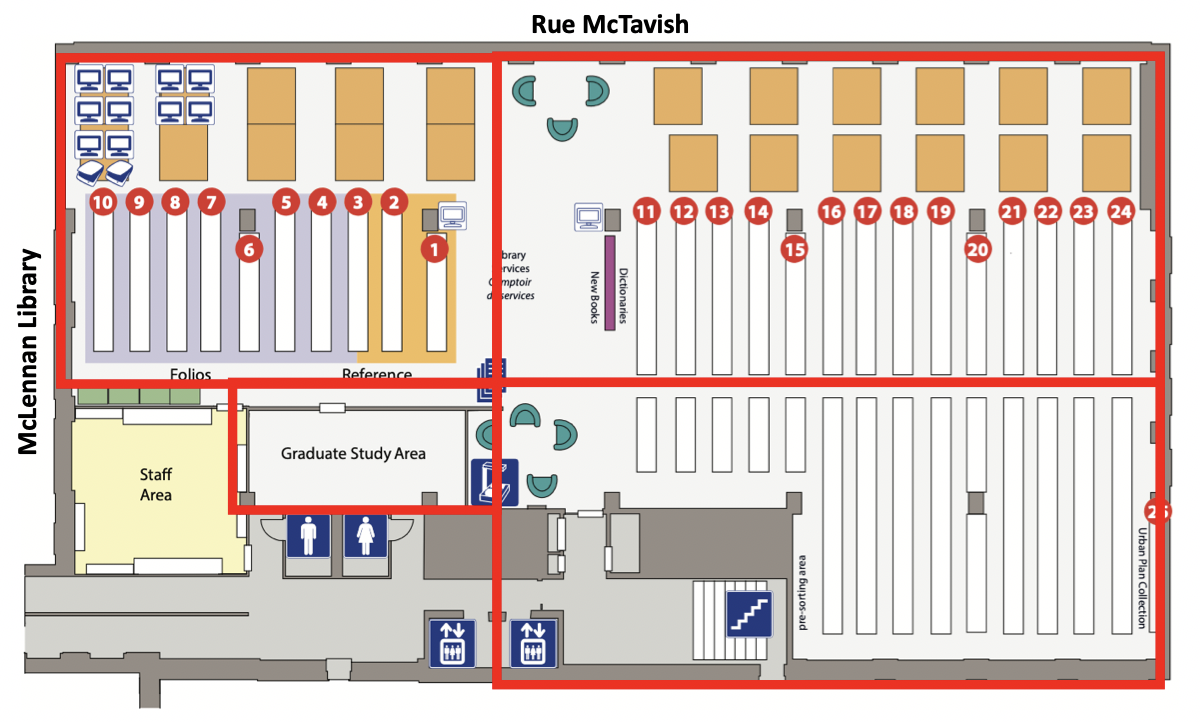 Rue McTavish
McLennan Library
10
9
8
7
6
5
4
3
2
1
11
12
13
14
15
16
17
18
19
20
21
22
23
24
brary
ervices
Comptoir
de services
New Books
Dictionaries
Folios
Reference
Staff
Area
Graduate Study Area
pre-sorting area
25
Urban Plan Collection